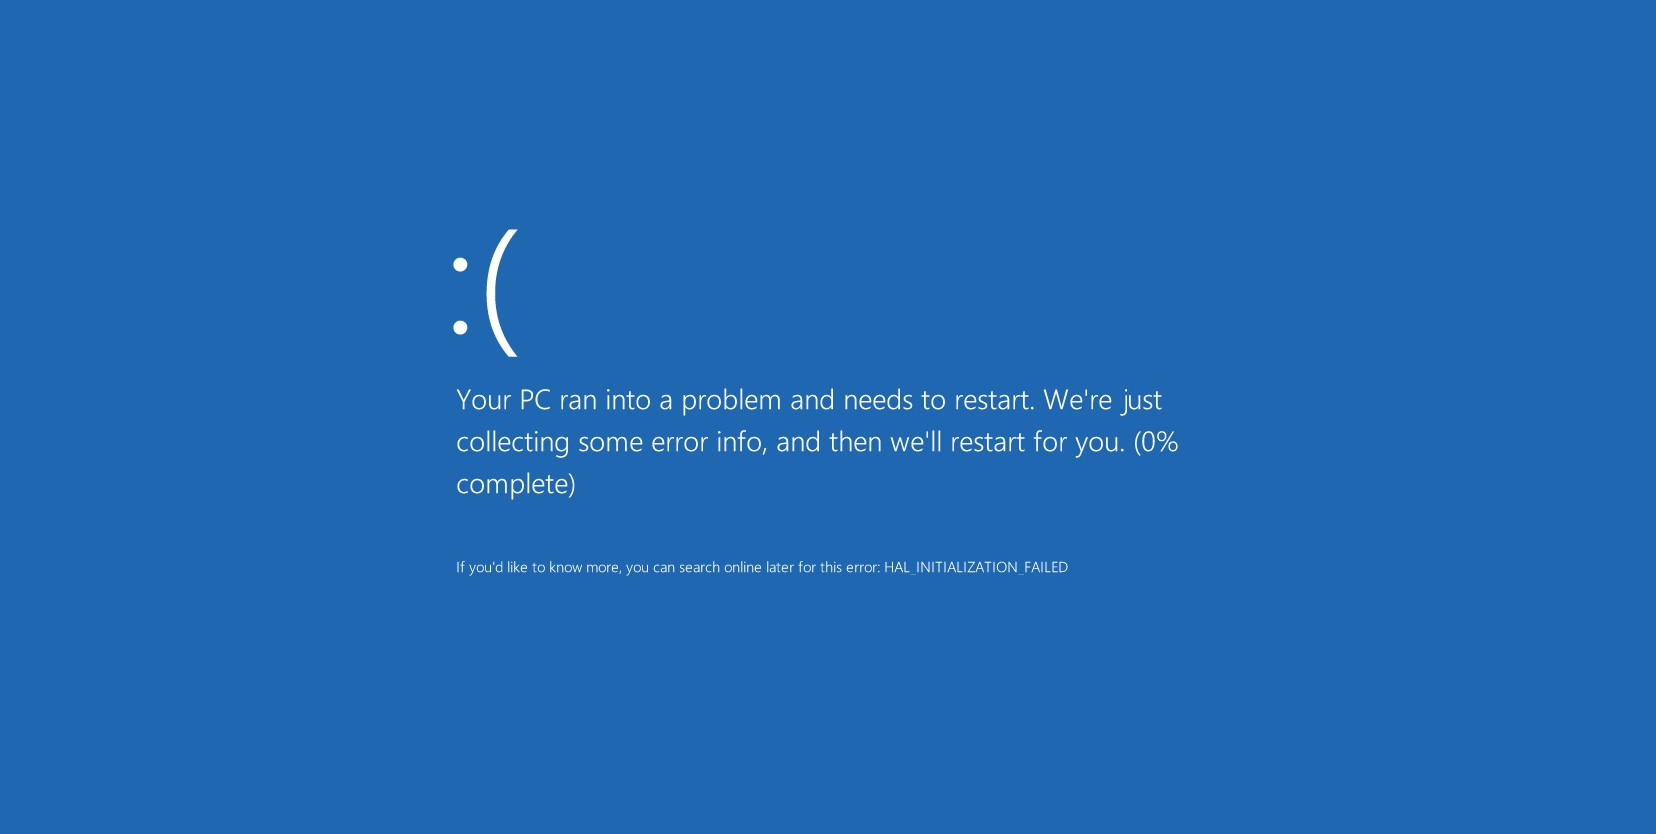 :(
Your PC ran into a problem and needs to restart. We're just
collecting some error info, and then we'll restart for you. (0%
complete)
If you'd like to know more, you can search online later for this error: HAL_INITIALIZATION_FAILED